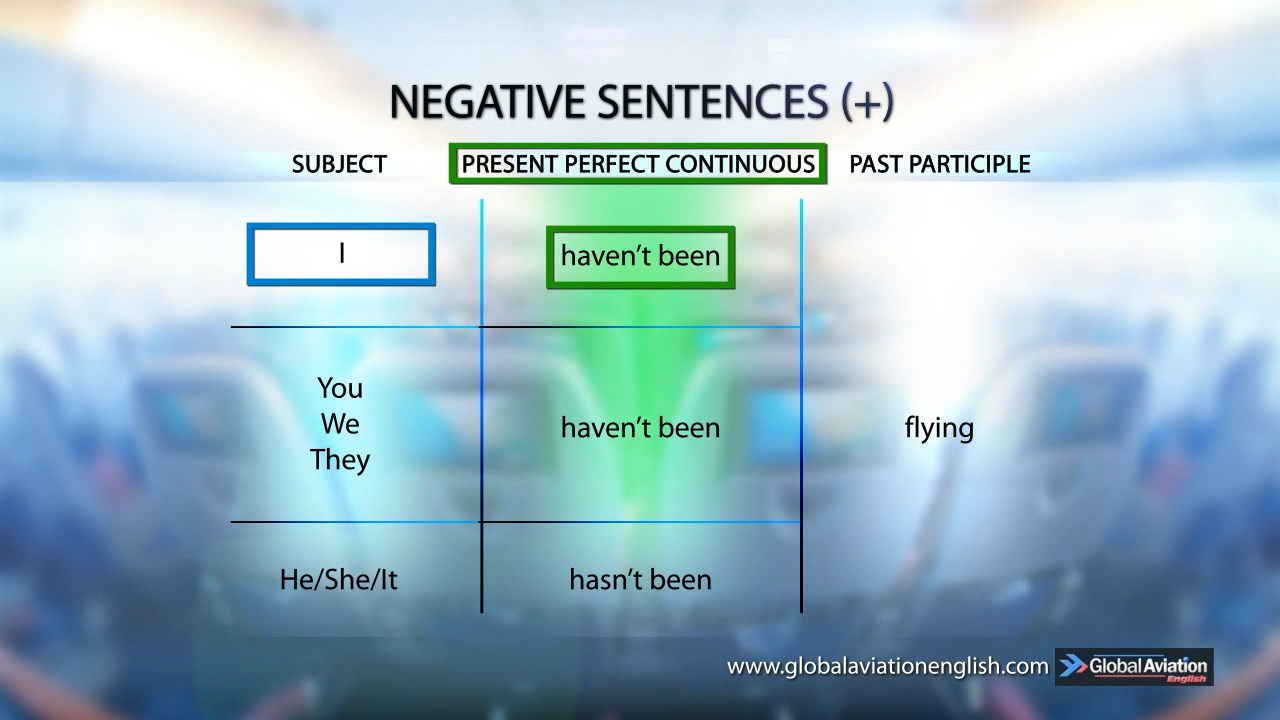 NEGATIVE SENTENCES (+)
SUBJECT PRESENT PERFECT CONTINUOUS PAST PARTICIPLE
I haven't been
You
We haven't been flying
They
He/She/It hasn't been
www.globalaviationenglish.com Global Aviation
English